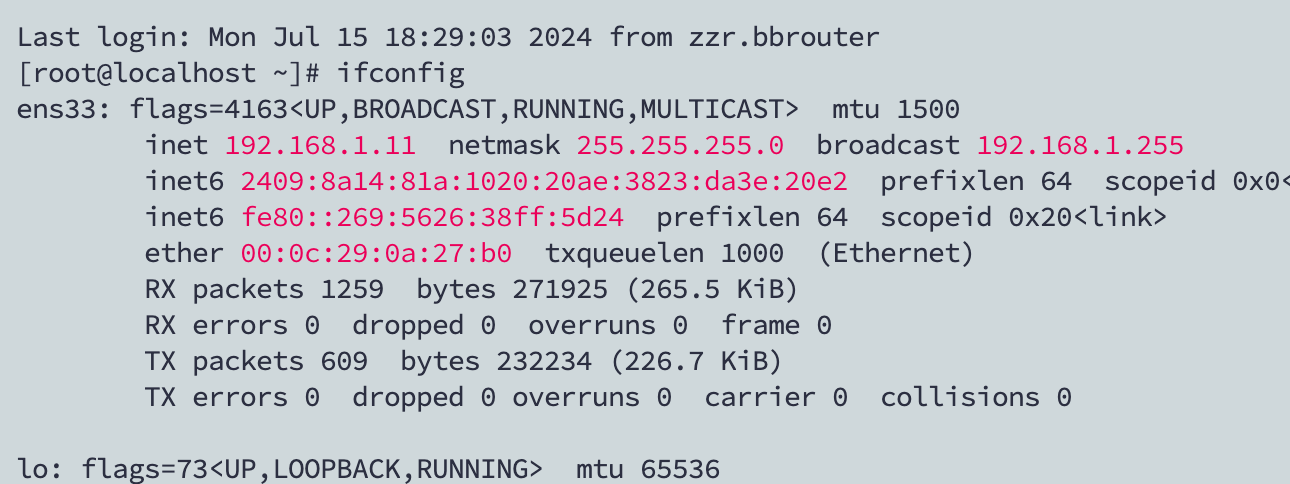 Last login: Mon Jul 15 18:29:03 2024 from zzr.bbrouter
[root@localhost ~]# ifconfig
ens33: flags=4163<UP,BROADCAST,RUNNING,MULTICAST>  mtu 1500
        inet 192.168.1.11  netmask 255.255.255.0  broadcast 192.168.1.255
        inet6 2409:8a14:81a:1020:20ae:3823:da3e:20e2  prefixlen 64  scopeid 0x0<
        inet6 fe80::269:5626:38ff:5d24  prefixlen 64  scopeid 0x20<link>
        ether 00:0c:29:0a:27:b0  txqueuelen 1000  (Ethernet)
        RX packets 1259  bytes 271925 (265.5 KiB)
        RX errors 0  dropped 0  overruns 0  frame 0
        TX packets 609  bytes 232234 (226.7 KiB)
        TX errors 0  dropped 0 overruns 0  carrier 0  collisions 0

lo: flags=73<UP,LOOPBACK,RUNNING>  mtu 65536